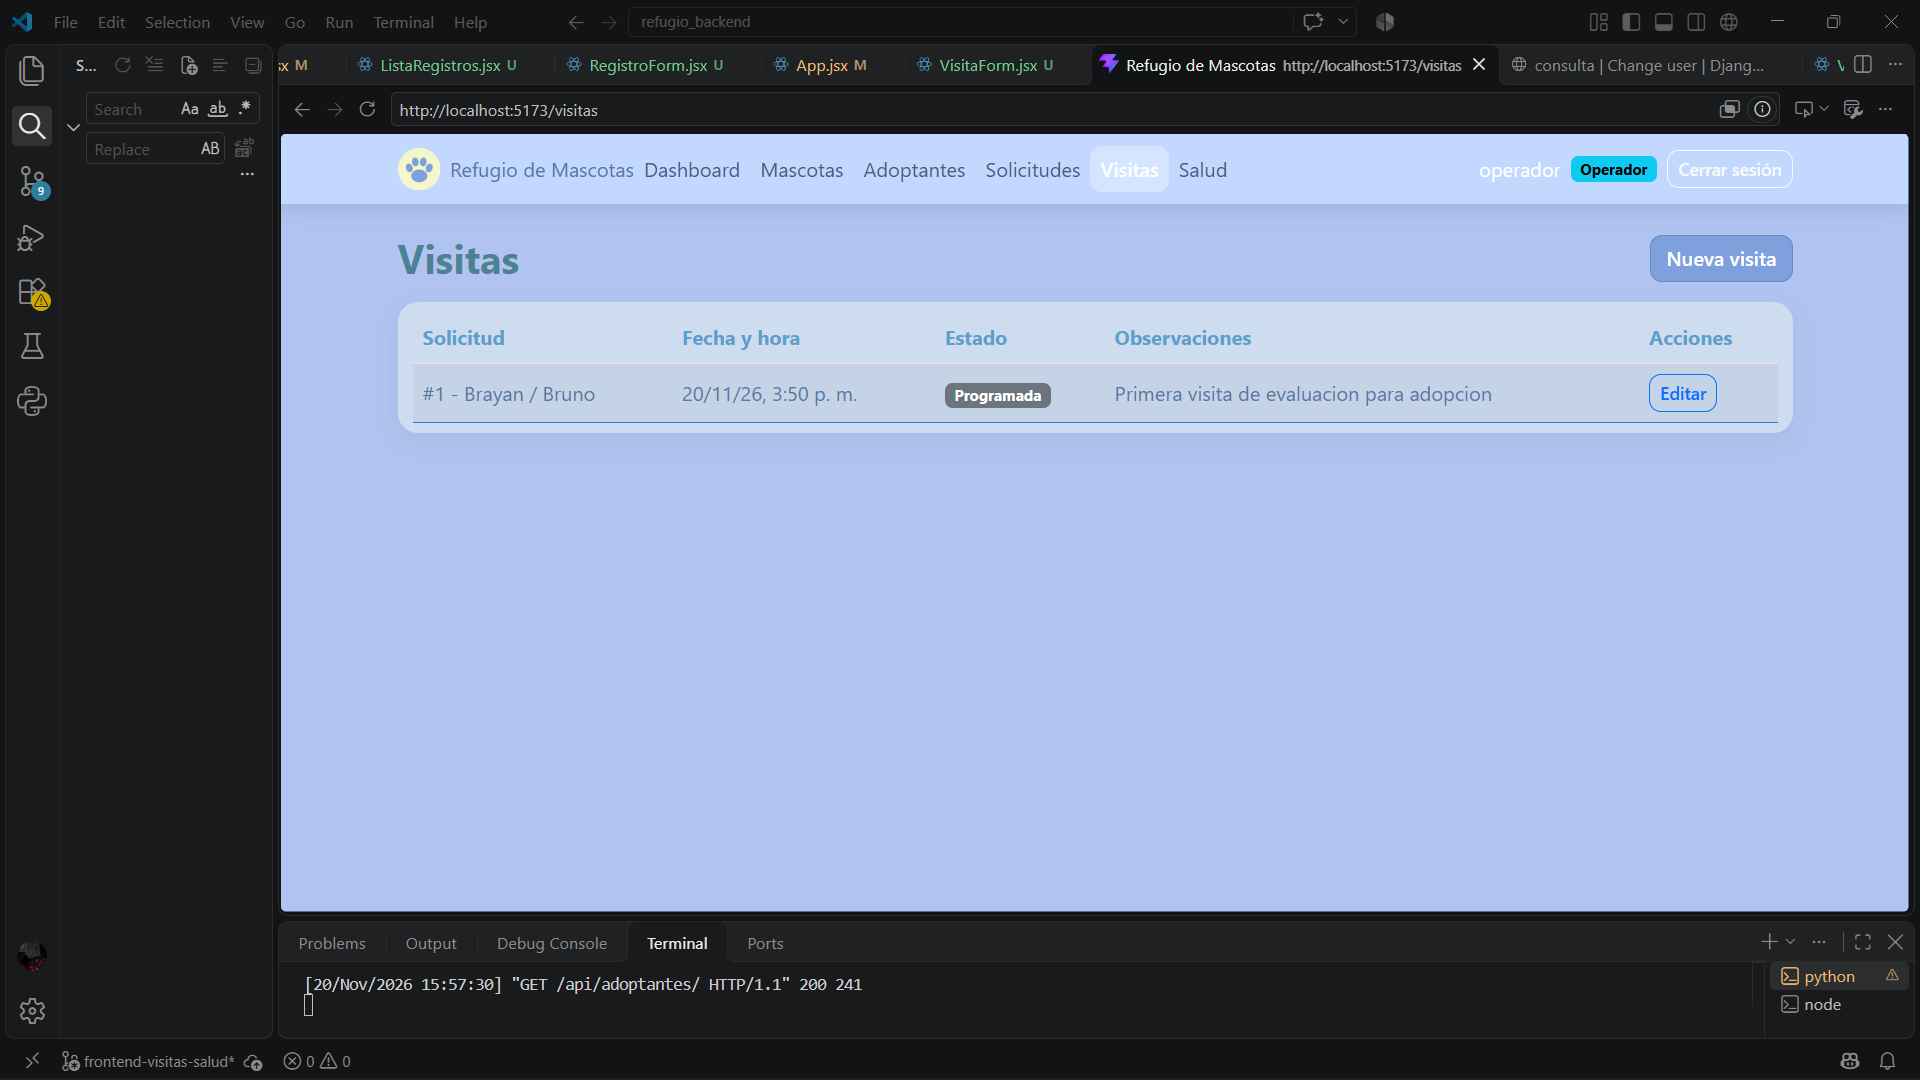 File Edit Selection View Go Run Terminal Help
refugio_backend
S...
sx M
ListaRegistros.jsx U
RegistroForm.jsx U
App.jsx M
VisitaForm.jsx U
Refugio de Mascotas http://localhost:5173/visitas
consulta | Change user | Djang...
Search
Aa ab .*
Replace
AB
http://localhost:5173/visitas
Refugio de Mascotas Dashboard Mascotas Adoptantes Solicitudes Visitas Salud
operador Operador Cerrar sesión
Visitas
Nueva visita
Solicitud Fecha y hora Estado Observaciones Acciones
#1 - Brayan / Bruno 20/11/26, 3:50 p. m. Programada Primera visita de evaluacion para adopcion Editar
9
Problems Output Debug Console Terminal Ports
[20/Nov/2026 15:57:30] "GET /api/adoptantes/ HTTP/1.1" 200 241
python
node
frontend-visitas-salud*
0 0